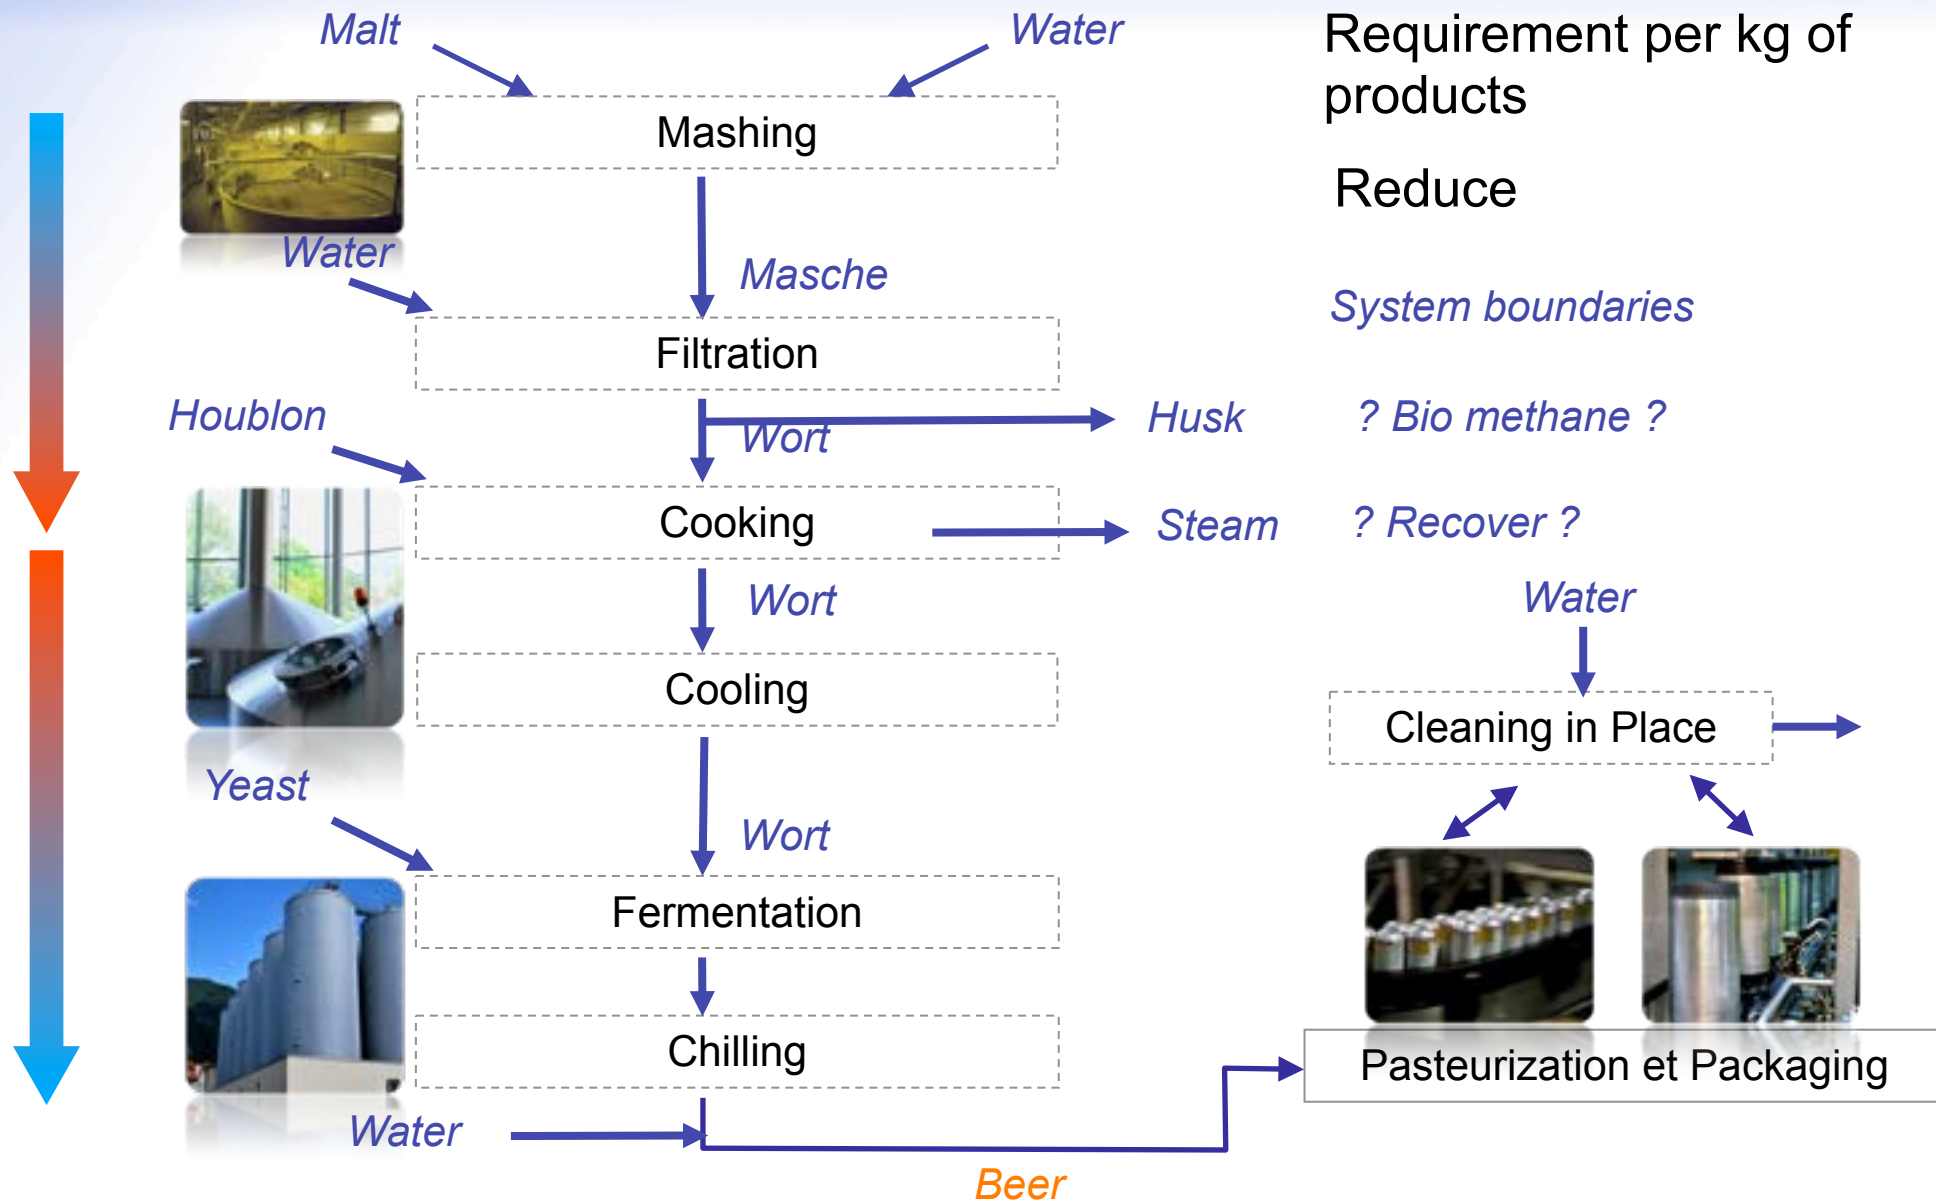 Malt
Water
Requirement per kg of
products
Mashing
Reduce
Water
Masche
System boundaries
Filtration
Houblon
Wort
Husk
? Bio methane ?
Cooking
Steam
? Recover ?
Wort
Water
Cooling
Cleaning in Place
Yeast
Wort
Fermentation
Chilling
Pasteurization et Packaging
Water
Beer